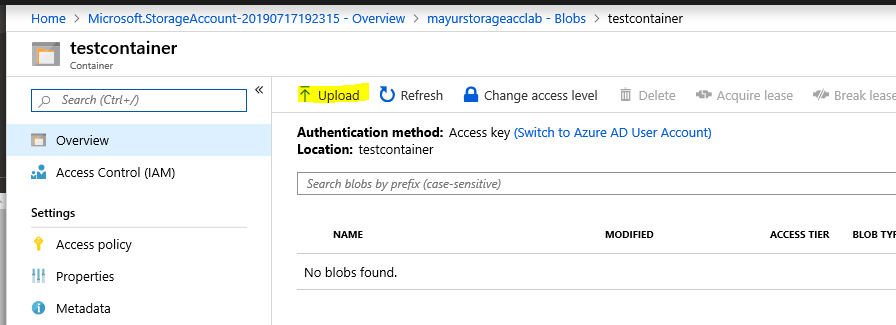 Home > Microsoft.StorageAccount-20190717192315 - Overview > mayurstorageacclab - Blobs > testcontainer
testcontainer
Container
Search (Ctrl+/)
«
Upload Refresh Change access level Delete Acquire lease Break lease
Overview
Authentication method: Access key (Switch to Azure AD User Account)
Location: testcontainer
Access Control (IAM)
Search blobs by prefix (case-sensitive)
Settings
NAME MODIFIED ACCESS TIER BLOB TYP
Access policy
No blobs found.
Properties
Metadata